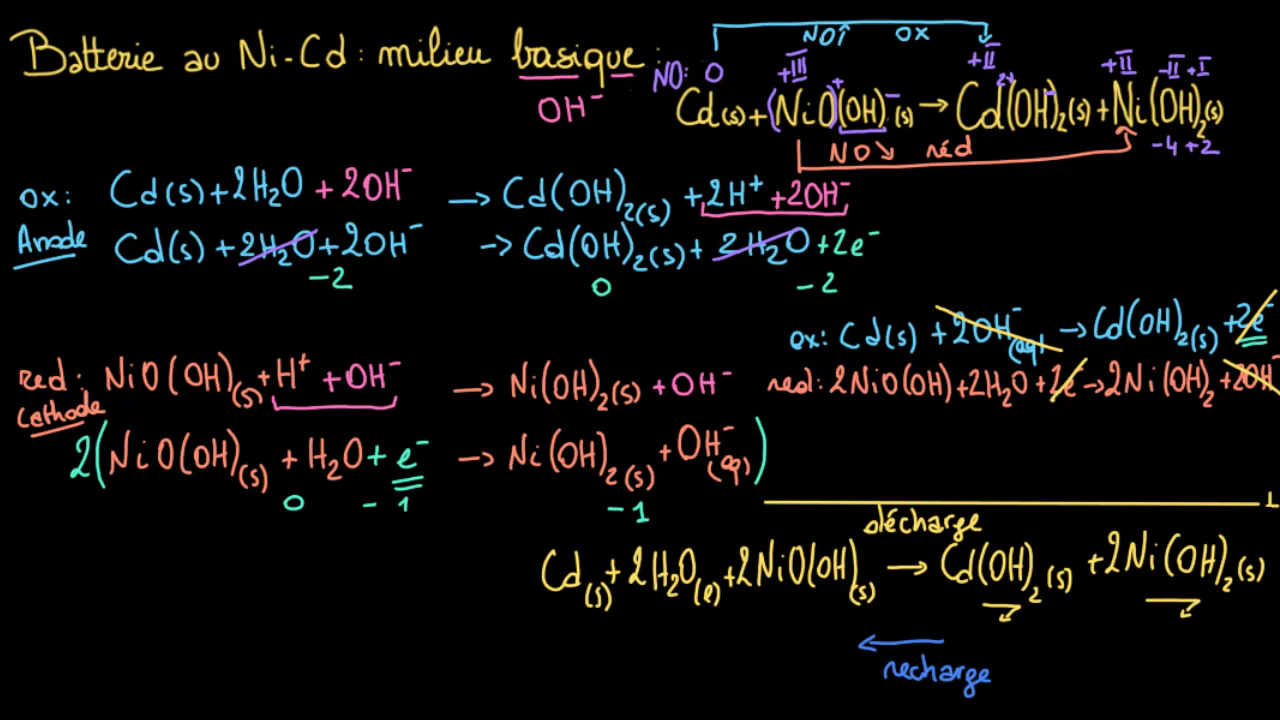 Batterie au Ni-Cd : milieu basique :
OH⁻
NO↑ OX
NO: 0 +III +II +II -II +I
Cd(s) + (NiO)⁺(OH)⁻(s) → Cd²⁺(OH)⁻₂(s) + Ni(OH)₂(s)
NO↘ réd
-4 +2
ox: Cd(s) + 2H₂O + 2OH⁻ → Cd(OH)₂(s) + 2H⁺ + 2OH⁻
Anode Cd(s) + 2H₂O + 2OH⁻ → Cd(OH)₂(s) + 2H₂O + 2e⁻
-2 0 -2
ox: Cd(s) + 2OH⁻(aq) → Cd(OH)₂(s) + 2e⁻
red: 2NiO(OH) + 2H₂O + 2e⁻ → 2Ni(OH)₂ + 2OH⁻
red: NiO(OH)(s) + H⁺ + OH⁻ → Ni(OH)₂(s) + OH⁻
Cathode
2(NiO(OH)(s) + H₂O + e⁻ → Ni(OH)₂(s) + OH⁻(aq))
0 -1 -1
décharge
Cd(s) + 2H₂O(l) + 2NiO(OH)(s) → Cd(OH)₂(s) + 2Ni(OH)₂(s)
recharge